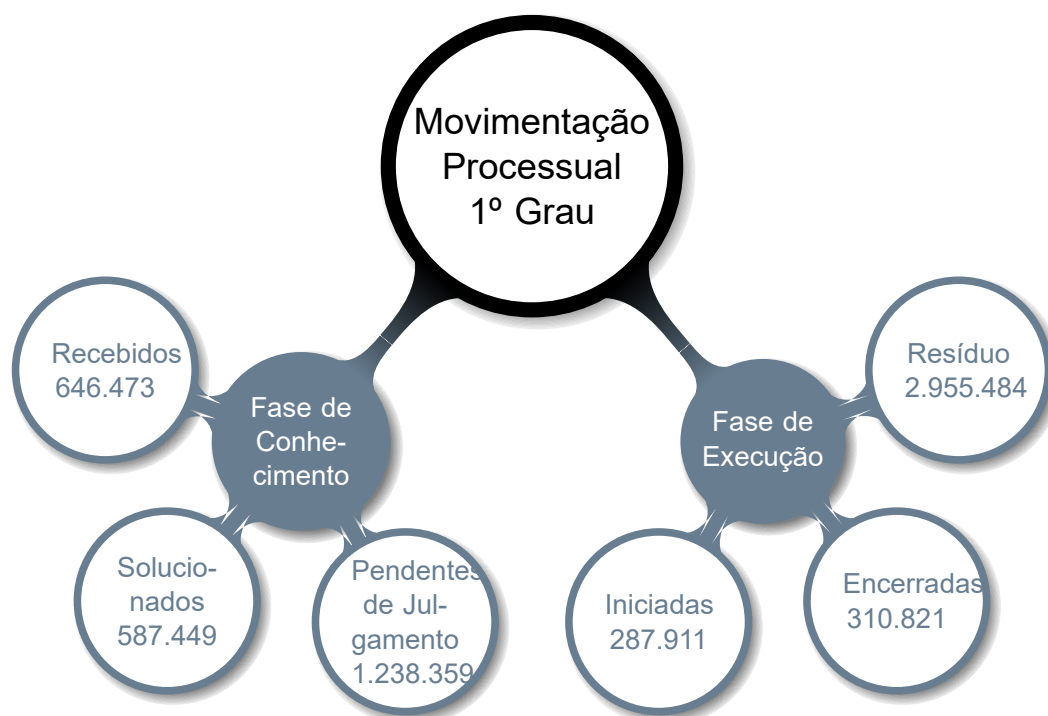 Movimentação
Processual
1º Grau
Recebidos
646.473
Fase de
Conhe-
cimento
Solucio-
nados
587.449
Pendentes
de Jul-
gamento
1.238.359
Fase de
Execução
Resíduo
2.955.484
Iniciadas
287.911
Encerradas
310.821